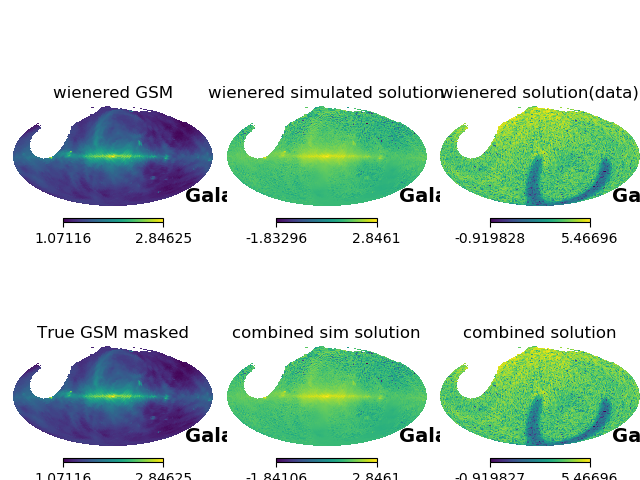 wienered GSM wienered simulated solution wienered solution(data)
Gala Gala Ga
1.07116 2.84625 -1.83296 2.8461 -0.919828 5.46696
True GSM masked combined sim solution combined solution
Gala Gala Ga
1.07116 2.84625 -1.84106 2.8461 -0.919827 5.46696